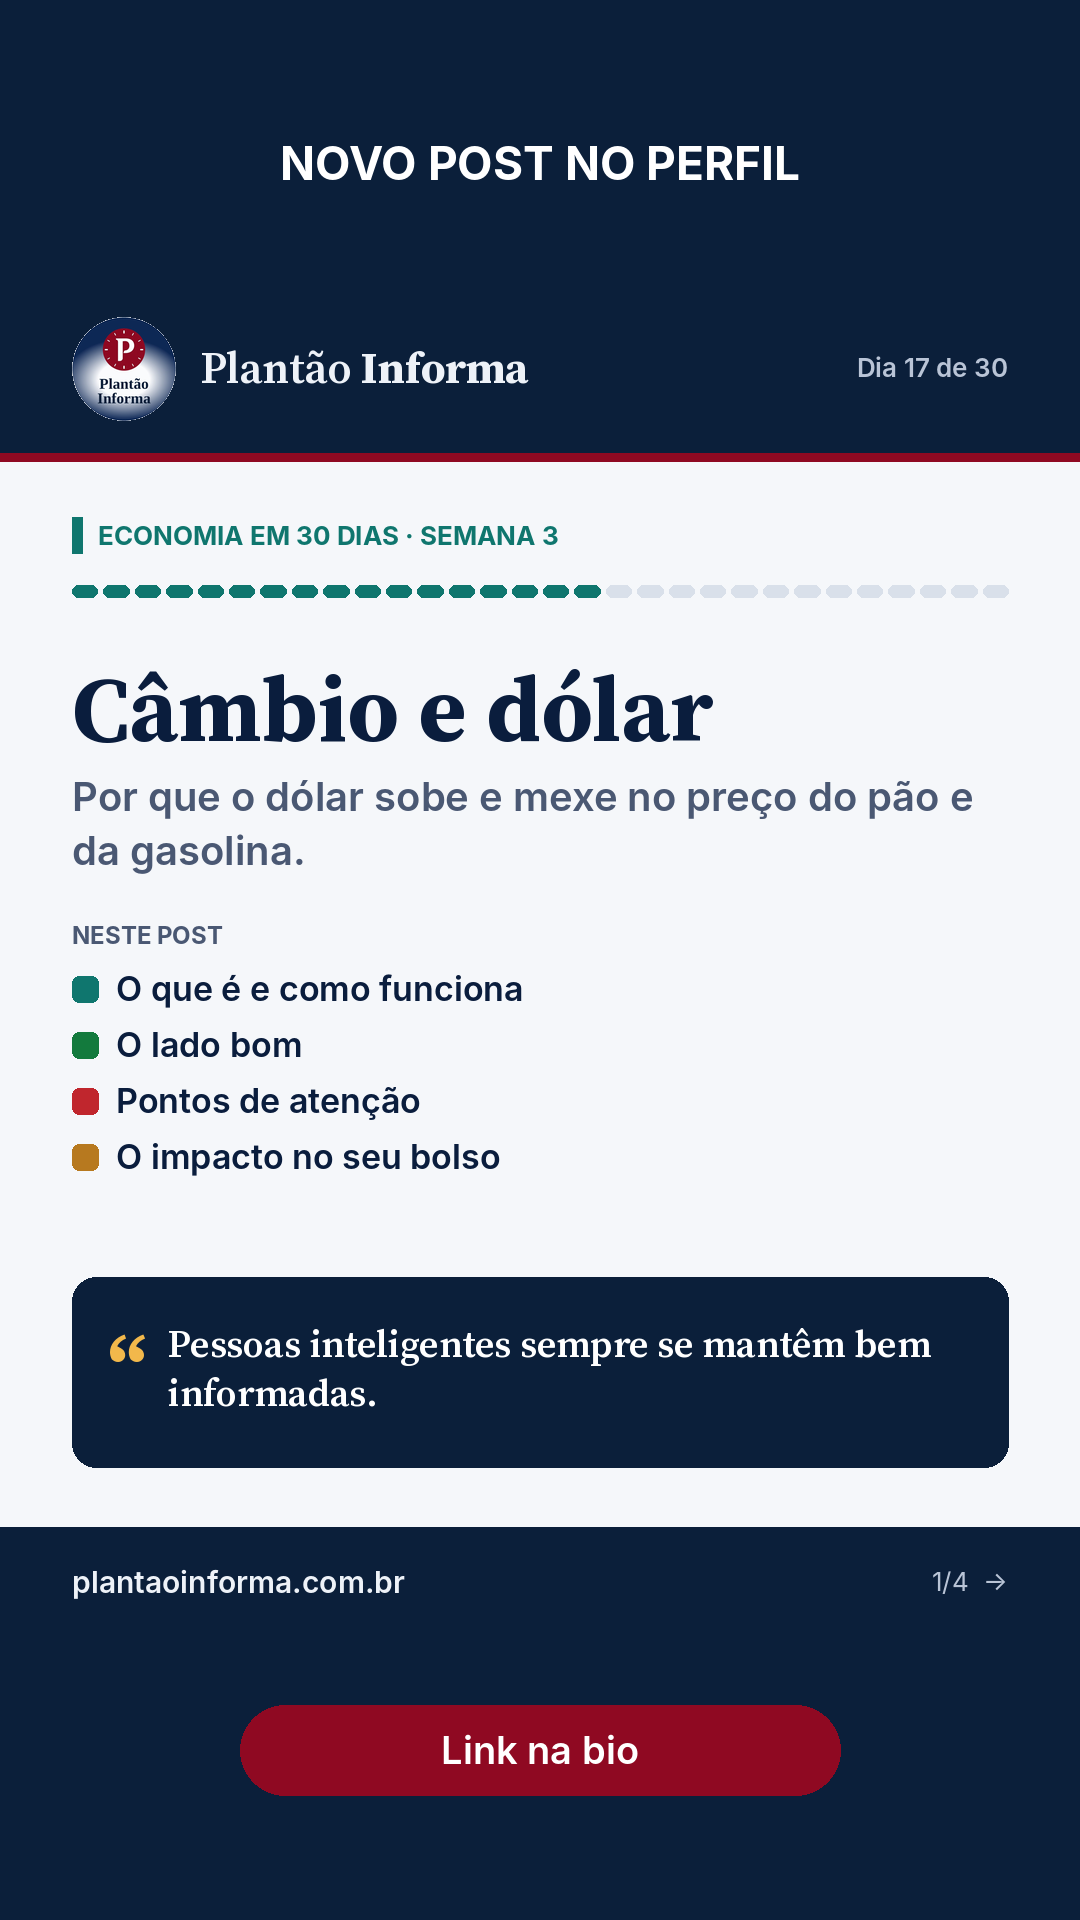 NOVO POST NO PERFIL
P
Plantão
Informa
Plantão Informa
Dia 17 de 30
ECONOMIA EM 30 DIAS · SEMANA 3
Câmbio e dólar
Por que o dólar sobe e mexe no preço do pão e
da gasolina.
NESTE POST
O que é e como funciona
O lado bom
Pontos de atenção
O impacto no seu bolso
“ Pessoas inteligentes sempre se mantêm bem
informadas.
plantaoinforma.com.br
1/4 →
Link na bio